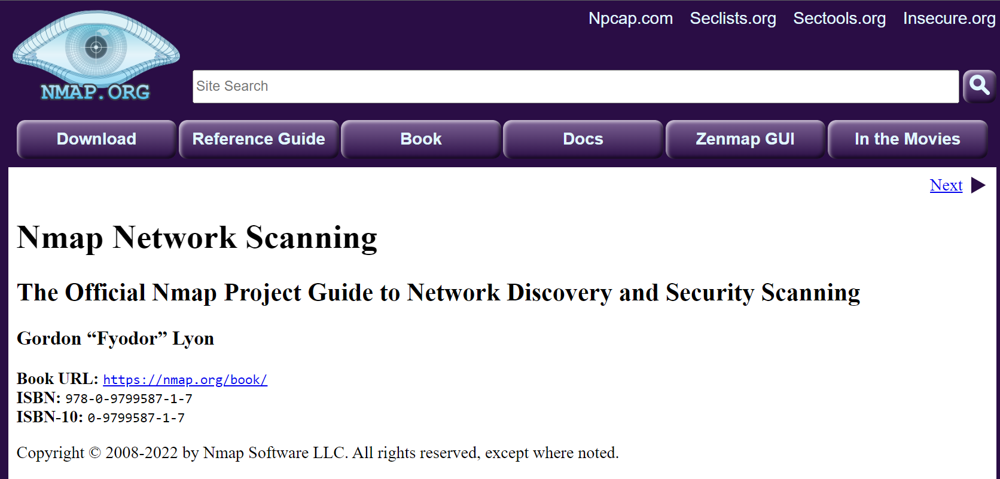 Npcap.com Seclists.org Sectools.org Insecure.org
NMAP.ORG
Site Search
Download Reference Guide Book Docs Zenmap GUI In the Movies
Next
Nmap Network Scanning
The Official Nmap Project Guide to Network Discovery and Security Scanning
Gordon “Fyodor” Lyon
Book URL: https://nmap.org/book/
ISBN: 978-0-9799587-1-7
ISBN-10: 0-9799587-1-7
Copyright © 2008-2022 by Nmap Software LLC. All rights reserved, except where noted.